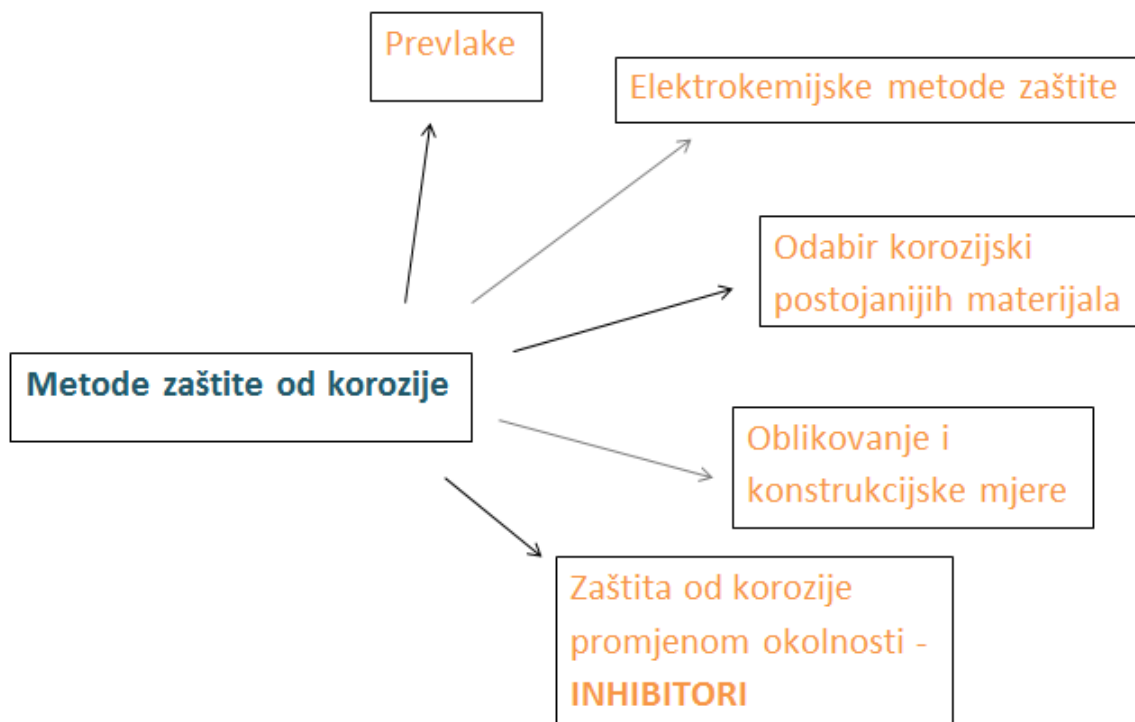 Prevlake
Elektrokemijske metode zaštite
Odabir korozijski
postojanijih materijala
Metode zaštite od korozije
Oblikovanje i
konstrukcijske mjere
Zaštita od korozije
promjenom okolnosti -
INHIBITORI